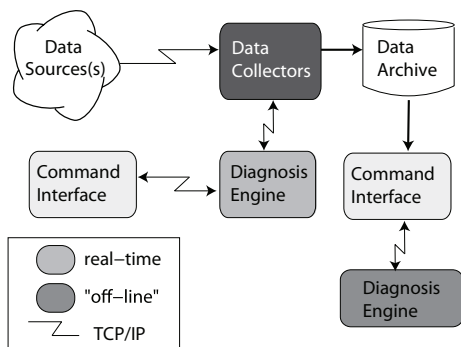 Data
Sources(s)
Data
Collectors
Data
Archive
Command
Interface
Diagnosis
Engine
Command
Interface
real−time
"off−line"
TCP/IP
Diagnosis
Engine